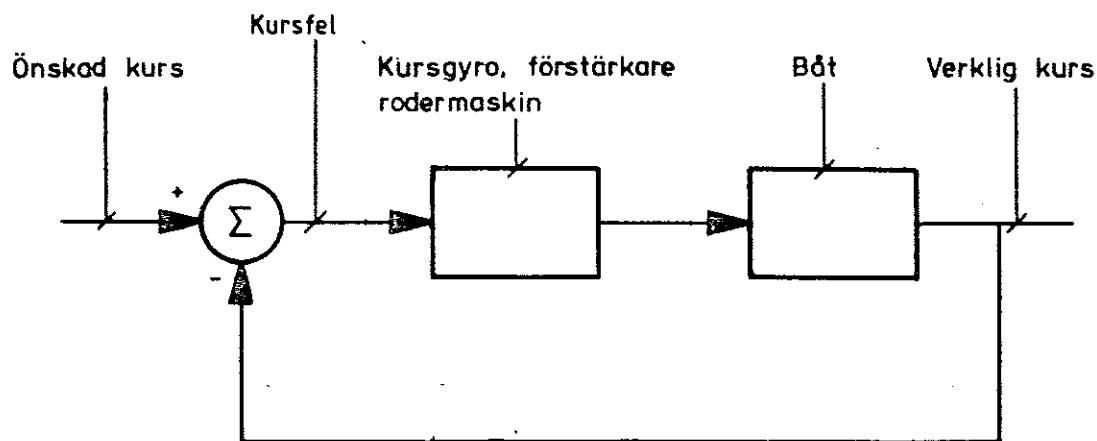 Kursfel
Önskad kurs
Kursgyro, förstärkare
rodermaskin
Båt
Verklig kurs
+
Σ
-